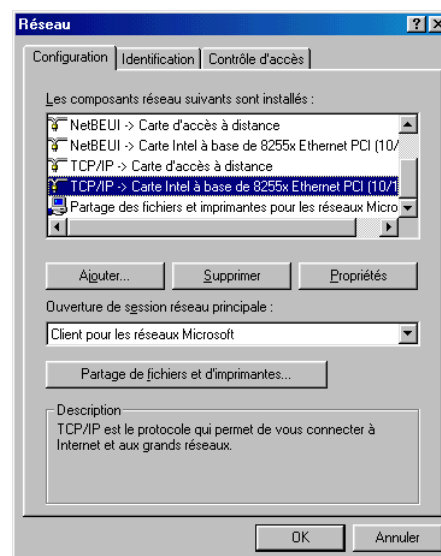 Réseau
Configuration Identification Contrôle d'accès
Les composants réseau suivants sont installés :
NetBEUI -> Carte d'accès à distance
NetBEUI -> Carte Intel à base de 8255x Ethernet PCI (10/
TCP/IP -> Carte d'accès à distance
TCP/IP -> Carte Intel à base de 8255x Ethernet PCI (10/1
Partage des fichiers et imprimantes pour les réseaux Micro
Ajouter... Supprimer Propriétés
Ouverture de session réseau principale :
Client pour les réseaux Microsoft
Partage de fichiers et d'imprimantes...
Description
TCP/IP est le protocole qui permet de vous connecter à
Internet et aux grands réseaux.
OK Annuler